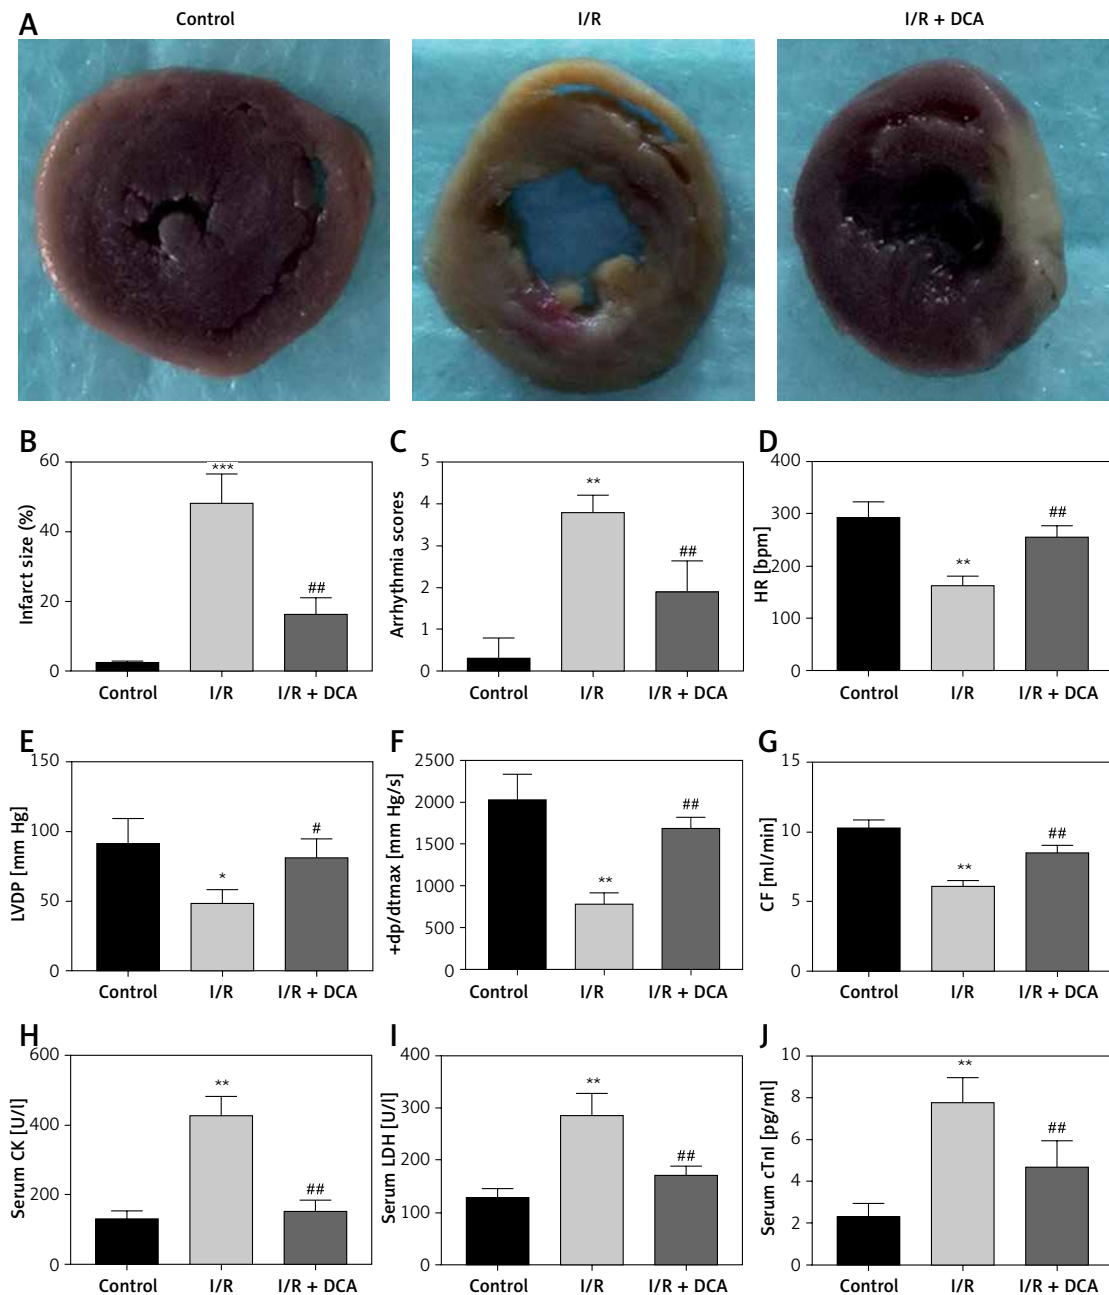 A
Control
I/R
I/R + DCA
B
Infarct size (%)
60
40
20
0
***
##
Control
I/R
I/R + DCA
C
Arrhythmia scores
5
4
3
2
1
0
**
##
Control
I/R
I/R + DCA
D
HR [bpm]
400
300
200
100
0
**
##
Control
I/R
I/R + DCA
E
LVDP [mm Hg]
150
100
50
0
*
#
Control
I/R
I/R + DCA
F
+dp/dtmax [mm Hg/s]
2500
2000
1500
1000
500
0
**
##
Control
I/R
I/R + DCA
G
CF [ml/min]
15
10
5
0
**
##
Control
I/R
I/R + DCA
H
Serum CK [U/l]
600
400
200
0
**
##
Control
I/R
I/R + DCA
I
Serum LDH [U/l]
400
300
200
100
0
**
##
Control
I/R
I/R + DCA
J
Serum cTnI [pg/ml]
10
8
6
4
2
0
**
##
Control
I/R
I/R + DCA